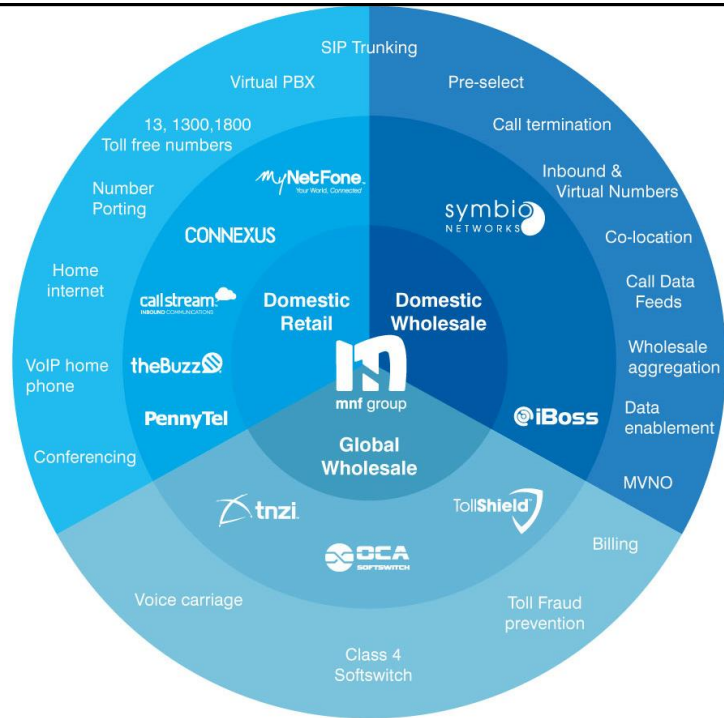 SIP Trunking
Virtual PBX
Pre-select
13, 1300,1800
Toll free numbers
Call termination
Number
Porting
MyNetFone™
Your World, Connected
Inbound &
Virtual Numbers
symbio
NETWORKS
CONNEXUS
Co-location
Home
internet
callstream
INBOUND COMMUNICATIONS
Domestic
Retail
Domestic
Wholesale
Call Data
Feeds
VoIP home
phone
theBuzz
mnf group
Wholesale
aggregation
PennyTel
iBoss
Data
enablement
Conferencing
Global
Wholesale
MVNO
tnzi
TollShield
Billing
OCA
SOFTSWITCH
Voice carriage
Toll Fraud
prevention
Class 4
Softswitch